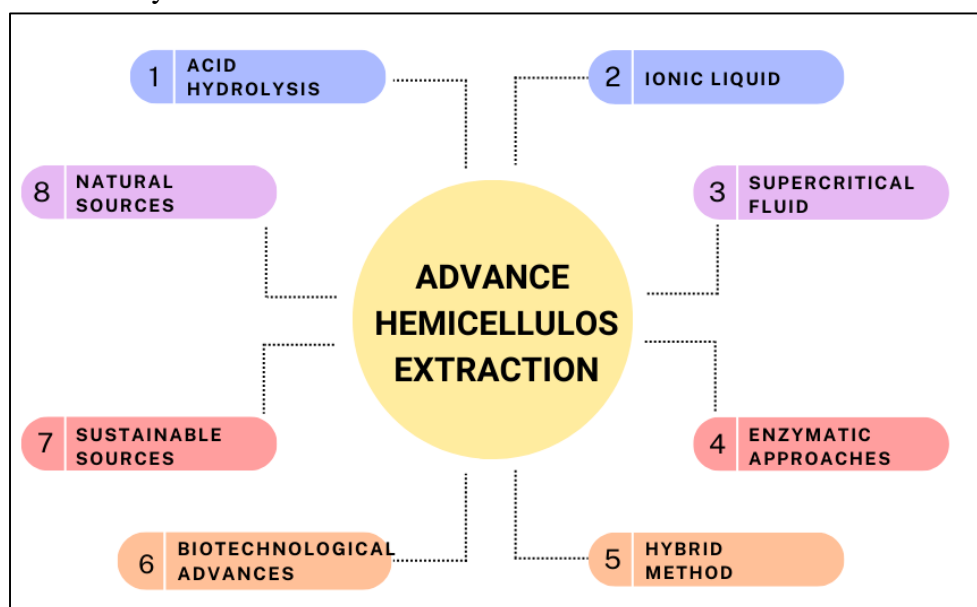 1 ACID
HYDROLYSIS
2 IONIC LIQUID
8 NATURAL
SOURCES
3 SUPERCRITICAL
FLUID
ADVANCE
HEMICELLULOS
EXTRACTION
7 SUSTAINABLE
SOURCES
4 ENZYMATIC
APPROACHES
6 BIOTECHNOLOGICAL
ADVANCES
5 HYBRID
METHOD